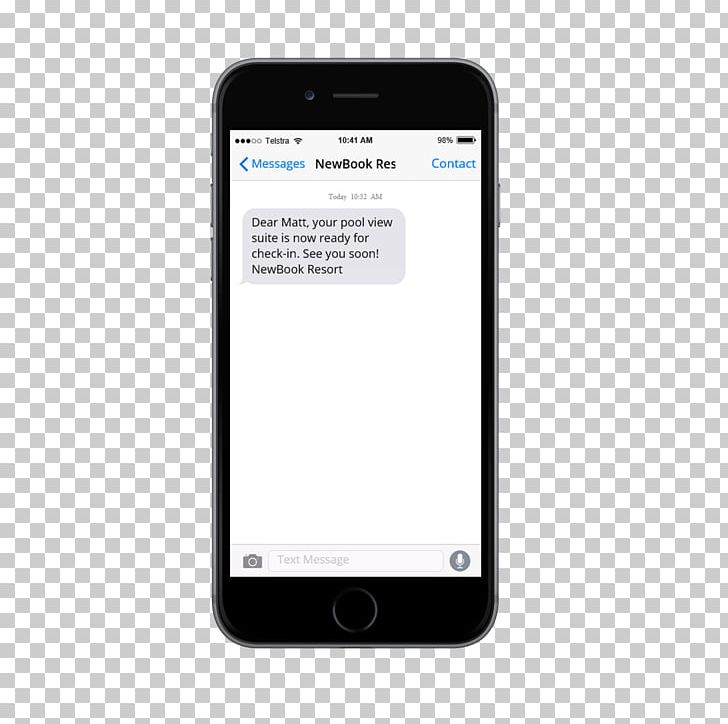 Telstra 10:41 AM 98%
Messages NewBook Res Contact
Today 10:32 AM
Dear Matt, your pool view
suite is now ready for
check-in. See you soon!
NewBook Resort
Text Message